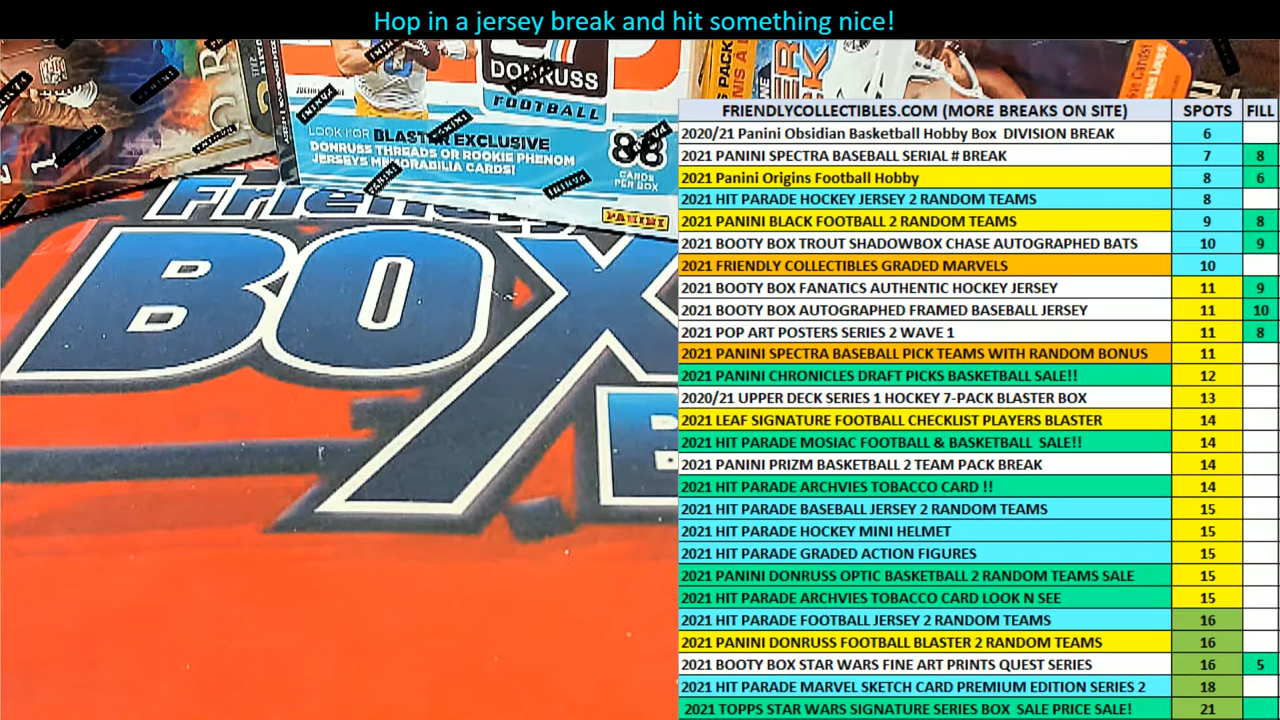 Hop in a jersey break and hit something nice!
DONRUSS
FOOTBALL
LOOK FOR BLASTER EXCLUSIVE
DONRUSS THREADS OR ROOKIE PHENOM
JERSEYS MEMORABILIA CARDS!
88
CARDS
PER BOX
PANINI
BOX
FRIENDLYCOLLECTIBLES.COM (MORE BREAKS ON SITE) SPOTS FILL
2020/21 Panini Obsidian Basketball Hobby Box DIVISION BREAK 6
2021 PANINI SPECTRA BASEBALL SERIAL # BREAK 7 8
2021 Panini Origins Football Hobby 8 6
2021 HIT PARADE HOCKEY JERSEY 2 RANDOM TEAMS 8
2021 PANINI BLACK FOOTBALL 2 RANDOM TEAMS 9 8
2021 BOOTY BOX TROUT SHADOWBOX CHASE AUTOGRAPHED BATS 10 9
2021 FRIENDLY COLLECTIBLES GRADED MARVELS 10
2021 BOOTY BOX FANATICS AUTHENTIC HOCKEY JERSEY 11 9
2021 BOOTY BOX AUTOGRAPHED FRAMED BASEBALL JERSEY 11 10
2021 POP ART POSTERS SERIES 2 WAVE 1 11 8
2021 PANINI SPECTRA BASEBALL PICK TEAMS WITH RANDOM BONUS 11
2021 PANINI CHRONICLES DRAFT PICKS BASKETBALL SALE!! 12
2020/21 UPPER DECK SERIES 1 HOCKEY 7-PACK BLASTER BOX 13
2021 LEAF SIGNATURE FOOTBALL CHECKLIST PLAYERS BLASTER 14
2021 HIT PARADE MOSIAC FOOTBALL & BASKETBALL SALE!! 14
2021 PANINI PRIZM BASKETBALL 2 TEAM PACK BREAK 14
2021 HIT PARADE ARCHVIES TOBACCO CARD !! 14
2021 HIT PARADE BASEBALL JERSEY 2 RANDOM TEAMS 15
2021 HIT PARADE HOCKEY MINI HELMET 15
2021 HIT PARADE GRADED ACTION FIGURES 15
2021 PANINI DONRUSS OPTIC BASKETBALL 2 RANDOM TEAMS SALE 15
2021 HIT PARADE ARCHVIES TOBACCO CARD LOOK N SEE 15
2021 HIT PARADE FOOTBALL JERSEY 2 RANDOM TEAMS 16
2021 PANINI DONRUSS FOOTBALL BLASTER 2 RANDOM TEAMS 16
2021 BOOTY BOX STAR WARS FINE ART PRINTS QUEST SERIES 16 5
2021 HIT PARADE MARVEL SKETCH CARD PREMIUM EDITION SERIES 2 18
2021 TOPPS STAR WARS SIGNATURE SERIES BOX SALE PRICE SALE! 21